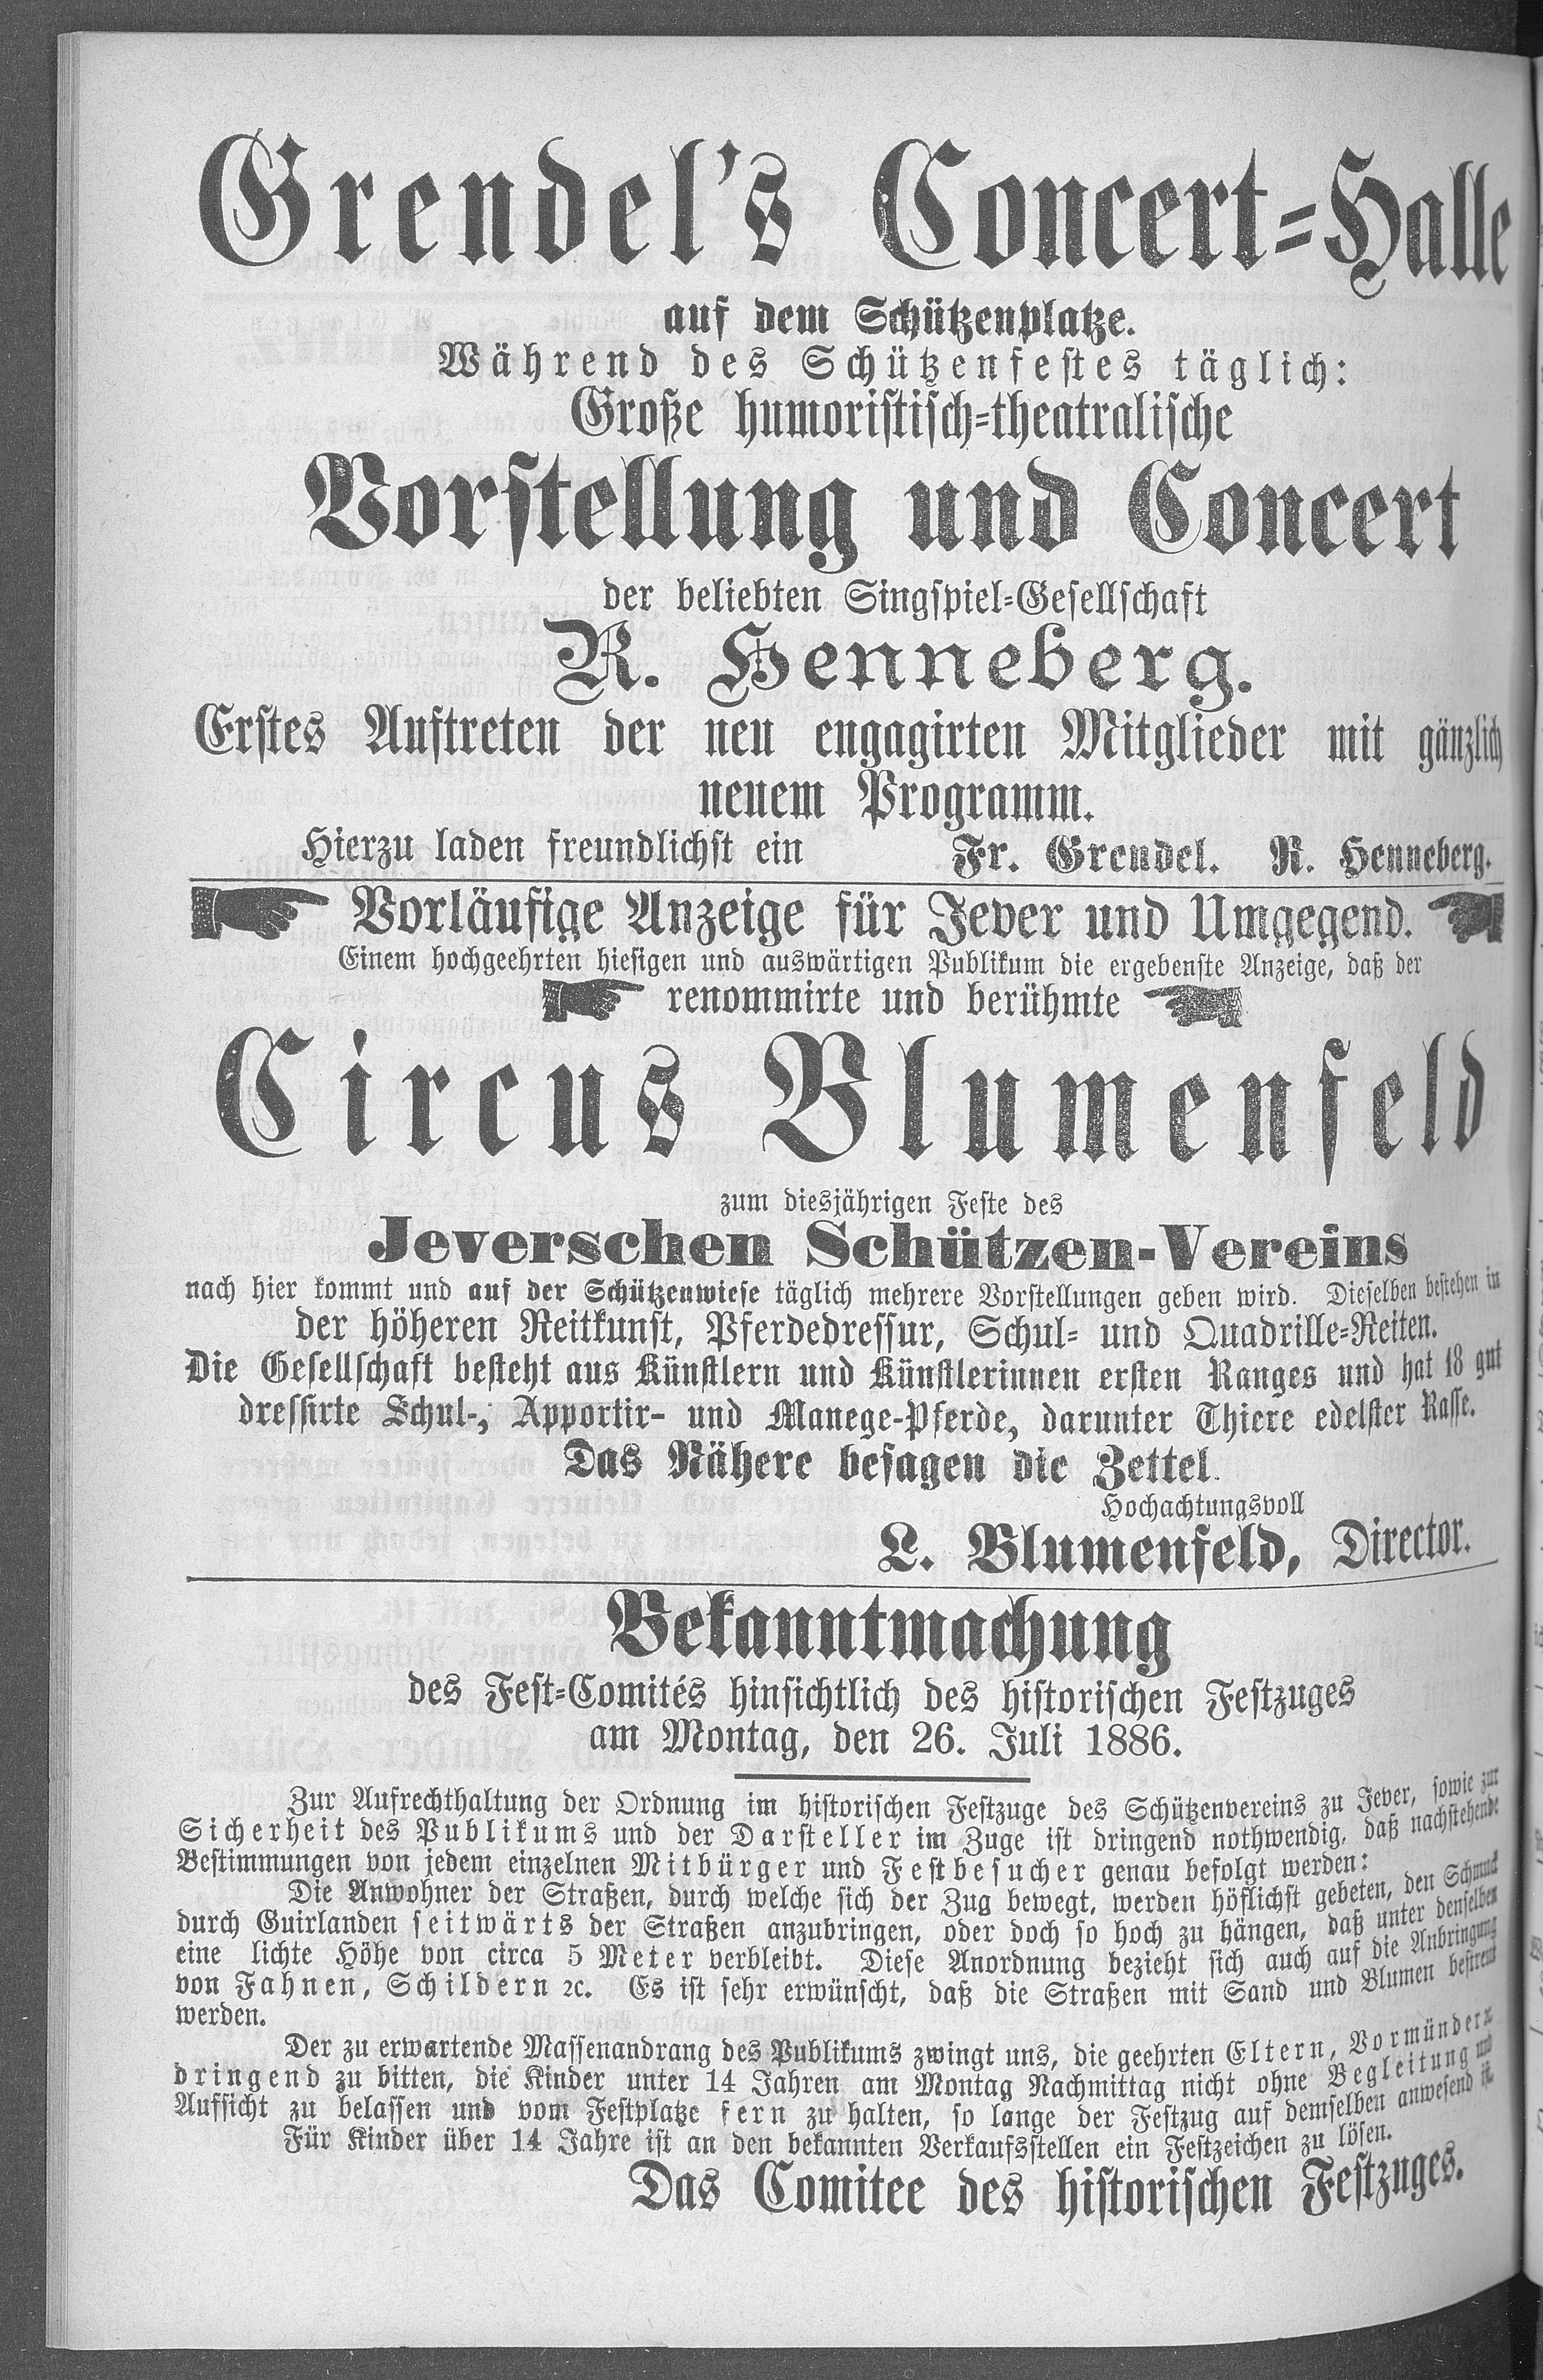 Grendel's Concert-Halle
auf dem Schützenplatze.
Während des Schützenfestes täglich:
Große humoristisch-theatralische
Vorstellung und Concert
der beliebten Singspiel-Gesellschaft
R. Henneberg.
Erstes Auftreten der neu engagirten Mitglieder mit gänzlich
neuem Programm.
Hierzu laden freundlichst ein Fr. Grendel. R. Henneberg.
Vorläufige Anzeige für Jever und Umgegend.
Einem hochgeehrten hiesigen und auswärtigen Publikum die ergebenste Anzeige, daß der
renommirte und berühmte
Circus Blumenfeld
zum diesjährigen Feste des
Jeverschen Schützen-Vereins
nach hier kommt und auf der Schützenwiese täglich mehrere Vorstellungen geben wird. Dieselben bestehen in
der höheren Reitkunst, Pferdedressur, Schul- und Quadrille-Reiten.
Die Gesellschaft besteht aus Künstlern und Künstlerinnen ersten Ranges und hat 18 gut
dressirte Schul-, Apportir- und Manege-Pferde, darunter Thiere edelster Rasse.
Das Nähere besagen die Zettel.
Hochachtungsvoll
L. Blumenfeld, Director.
Bekanntmachung
des Fest-Comités hinsichtlich des historischen Festzuges
am Montag, den 26. Juli 1886.
Zur Aufrechthaltung der Ordnung im historischen Festzuge des Schützenvereins zu Jever, sowie zur
Sicherheit des Publikums und der Darsteller im Zuge ist dringend nothwendig, daß nachstehende
Bestimmungen von jedem einzelnen Mitbürger und Festbesucher genau befolgt werden:
Die Anwohner der Straßen, durch welche sich der Zug bewegt, werden höflichst gebeten, den Schmuck
durch Guirlanden seitwärts der Straßen anzubringen, oder doch so hoch zu hängen, daß unter denselben
eine lichte Höhe von circa 5 Meter verbleibt. Diese Anordnung bezieht sich auch auf die Anbringung
von Fahnen, Schildern ꝛc. Es ist sehr erwünscht, daß die Straßen mit Sand und Blumen bestreut
werden.
Der zu erwartende Massenandrang des Publikums zwingt uns, die geehrten Eltern, Vormünder ꝛc.
dringend zu bitten, die Kinder unter 14 Jahren am Montag Nachmittag nicht ohne Begleitung und
Aufsicht zu belassen und vom Festplatze fern zu halten, so lange der Festzug auf demselben anwesend ist.
Für Kinder über 14 Jahre ist an den bekannten Verkaufsstellen ein Festzeichen zu lösen.
Das Comitee des historischen Festzuges.